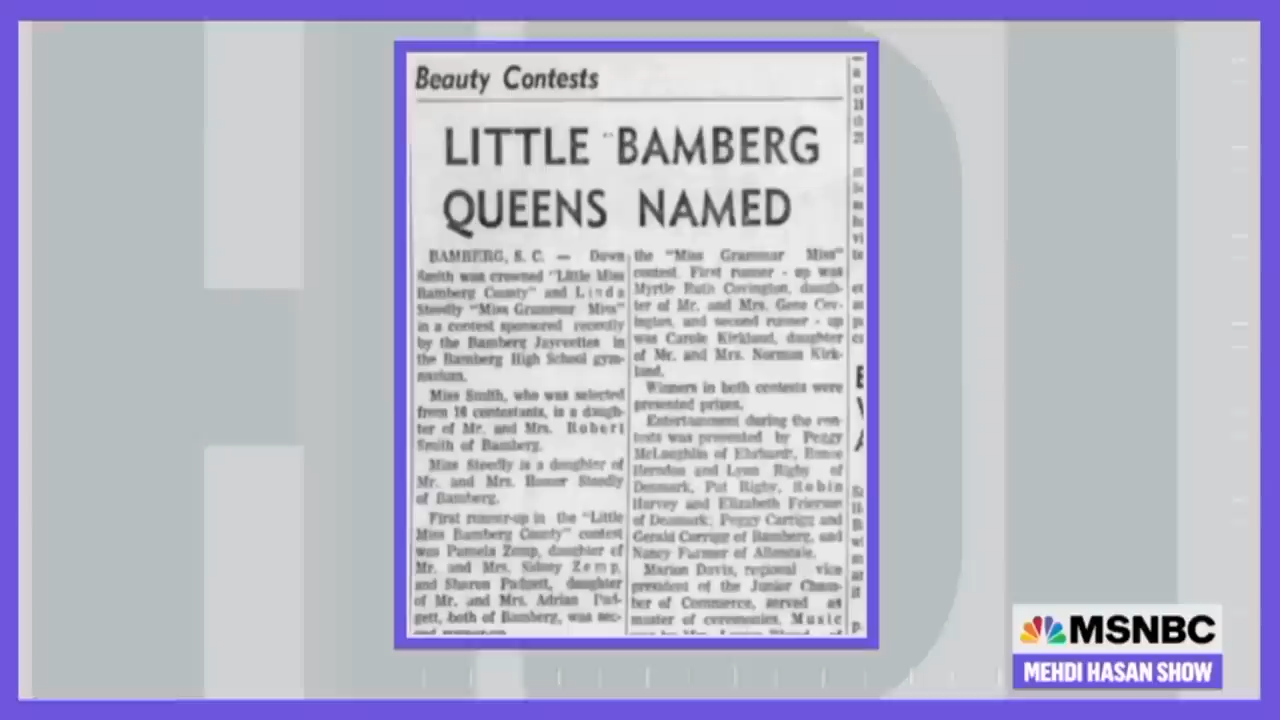 Beauty Contests
LITTLE BAMBERG
QUEENS NAMED
BAMBERG, S. C. — Dawn
Smith was crowned "Little Miss
Bamberg County" and Linda
Steedly "Miss Grammar Miss"
in a contest sponsored recently
by the Bamberg Jaycettes in
the Bamberg High School gym-
nasium.
Miss Smith, who was selected
from 16 contestants, is a daugh-
ter of Mr. and Mrs. Robert
Smith of Bamberg.
Miss Steedly is a daughter of
Mr. and Mrs. Steedly
of Bamberg.
First runner-up in the "Little
Miss Bamberg County" contest
was Pamela Zemp, daughter of
Mr. and Mrs. Sidney Zemp,
and Sharon Padgett, daughter
of Mr. and Mrs. Adrian Pad-
gett, both of Bamberg, was sec-
ond runner-up
the "Miss Grammar Miss"
contest. First runner - up was
Myrtle Ruth Covington, daugh-
ter of Mr. and Mrs. Gene Cov-
ington, and second runner - up
was Carole Kirkland, daughter
of Mr. and Mrs. Norman Kirk-
land.
Winners in both contests were
presented prizes.
Entertainment during the con-
tests was presented by Peggy
McLaughlin of Ehrhardt,
Herndon and Lynn Rigby of
Denmark, Pat Rigby, Robin
Harvey and Elizabeth Frierson
of Denmark; Peggy Carrigg and
Gerald Carrigg of Bamberg, and
Nancy Farmer of Allendale.
Marion Davis, regional vice
president of the Junior Cham-
ber of Commerce, served as
master of ceremonies. Music
MSNBC
MEHDI HASAN SHOW